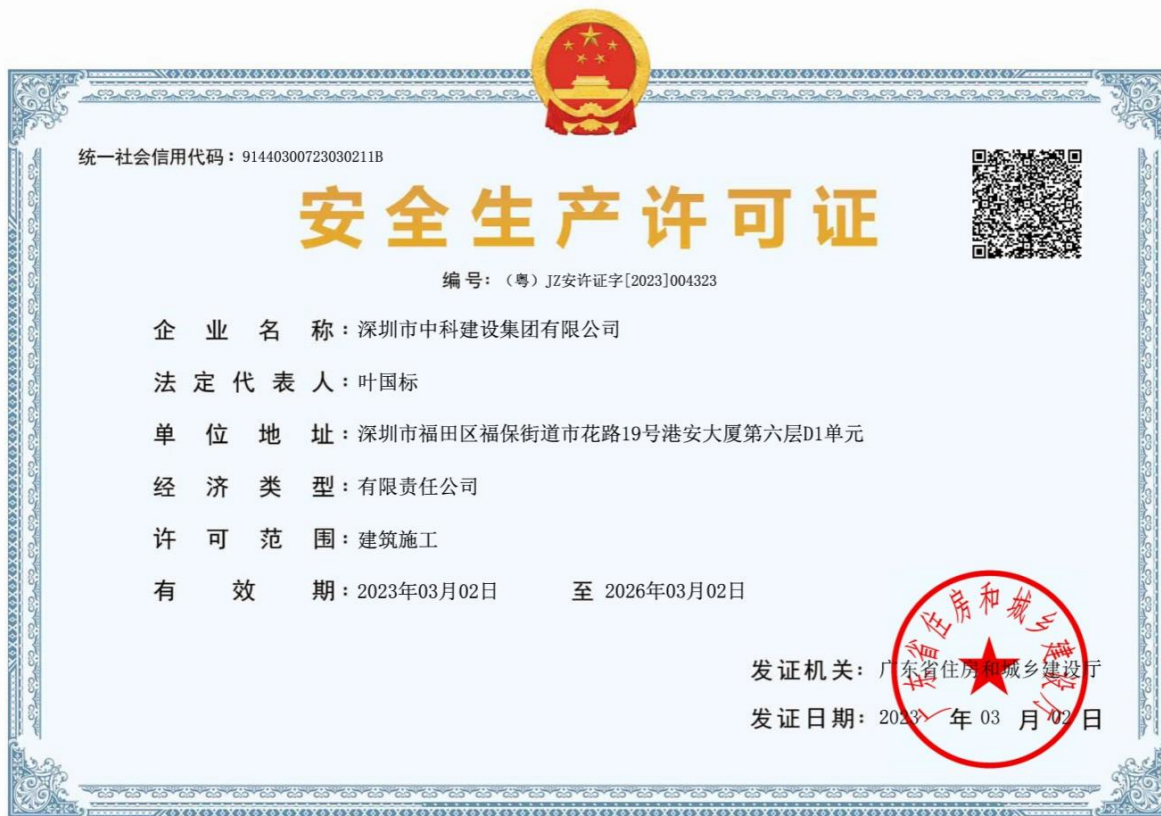 统一社会信用代码：91440300723030211B
安全生产许可证
编号：（粤）JZ安许证字[2023]004323
企业名称：深圳市中科建设集团有限公司
法定代表人：叶国标
单位地址：深圳市福田区福保街道市花路19号港安大厦第六层D1单元
经济类型：有限责任公司
许可范围：建筑施工
有效期：2023年03月02日 至 2026年03月02日
广东省住房和城乡建设厅
发证机关：广东省住房和城乡建设厅
发证日期：2023 年 03 月 02 日